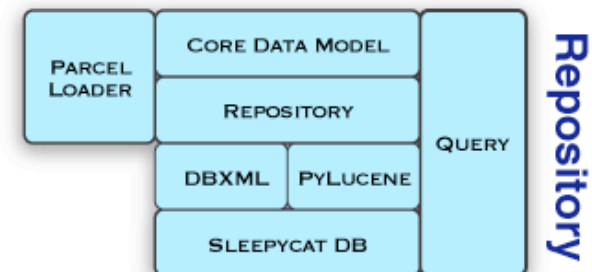 PARCEL
LOADER
CORE DATA MODEL
REPOSITORY
DBXML
PYLUCENE
SLEEPYCAT DB
QUERY
Repository